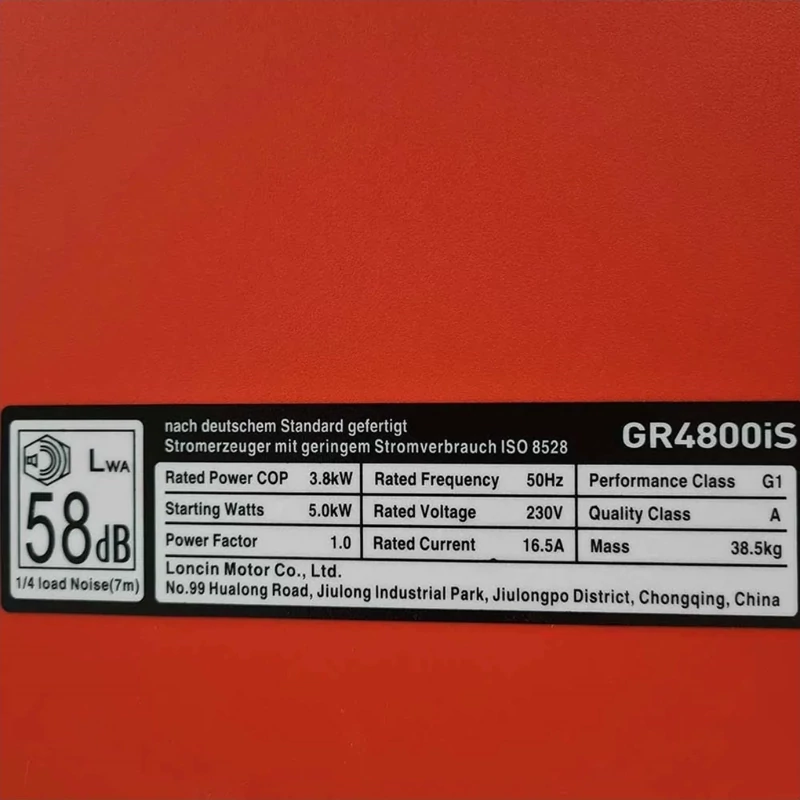 nach deutschem Standard gefertigt
Stromerzeuger mit geringem Stromverbrauch ISO 8528
GR4800iS
LWA
58dB
1/4 load Noise(7m)
Rated Power COP 3.8kW Rated Frequency 50Hz Performance Class G1
Starting Watts 5.0kW Rated Voltage 230V Quality Class A
Power Factor 1.0 Rated Current 16.5A Mass 38.5kg
Loncin Motor Co., Ltd.
No.99 Hualong Road, Jiulong Industrial Park, Jiulongpo District, Chongqing, China